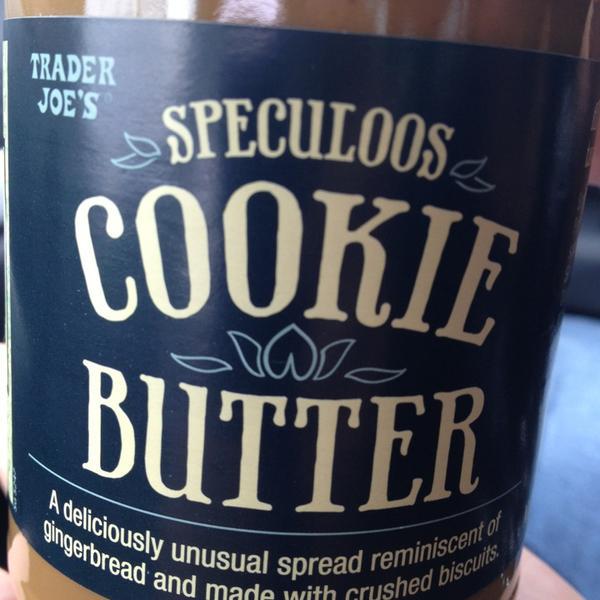 TRADER
JOE'S
SPECULOOS
COOKIE
BUTTER
A deliciously unusual spread reminiscent of
gingerbread and made with crushed biscuits.